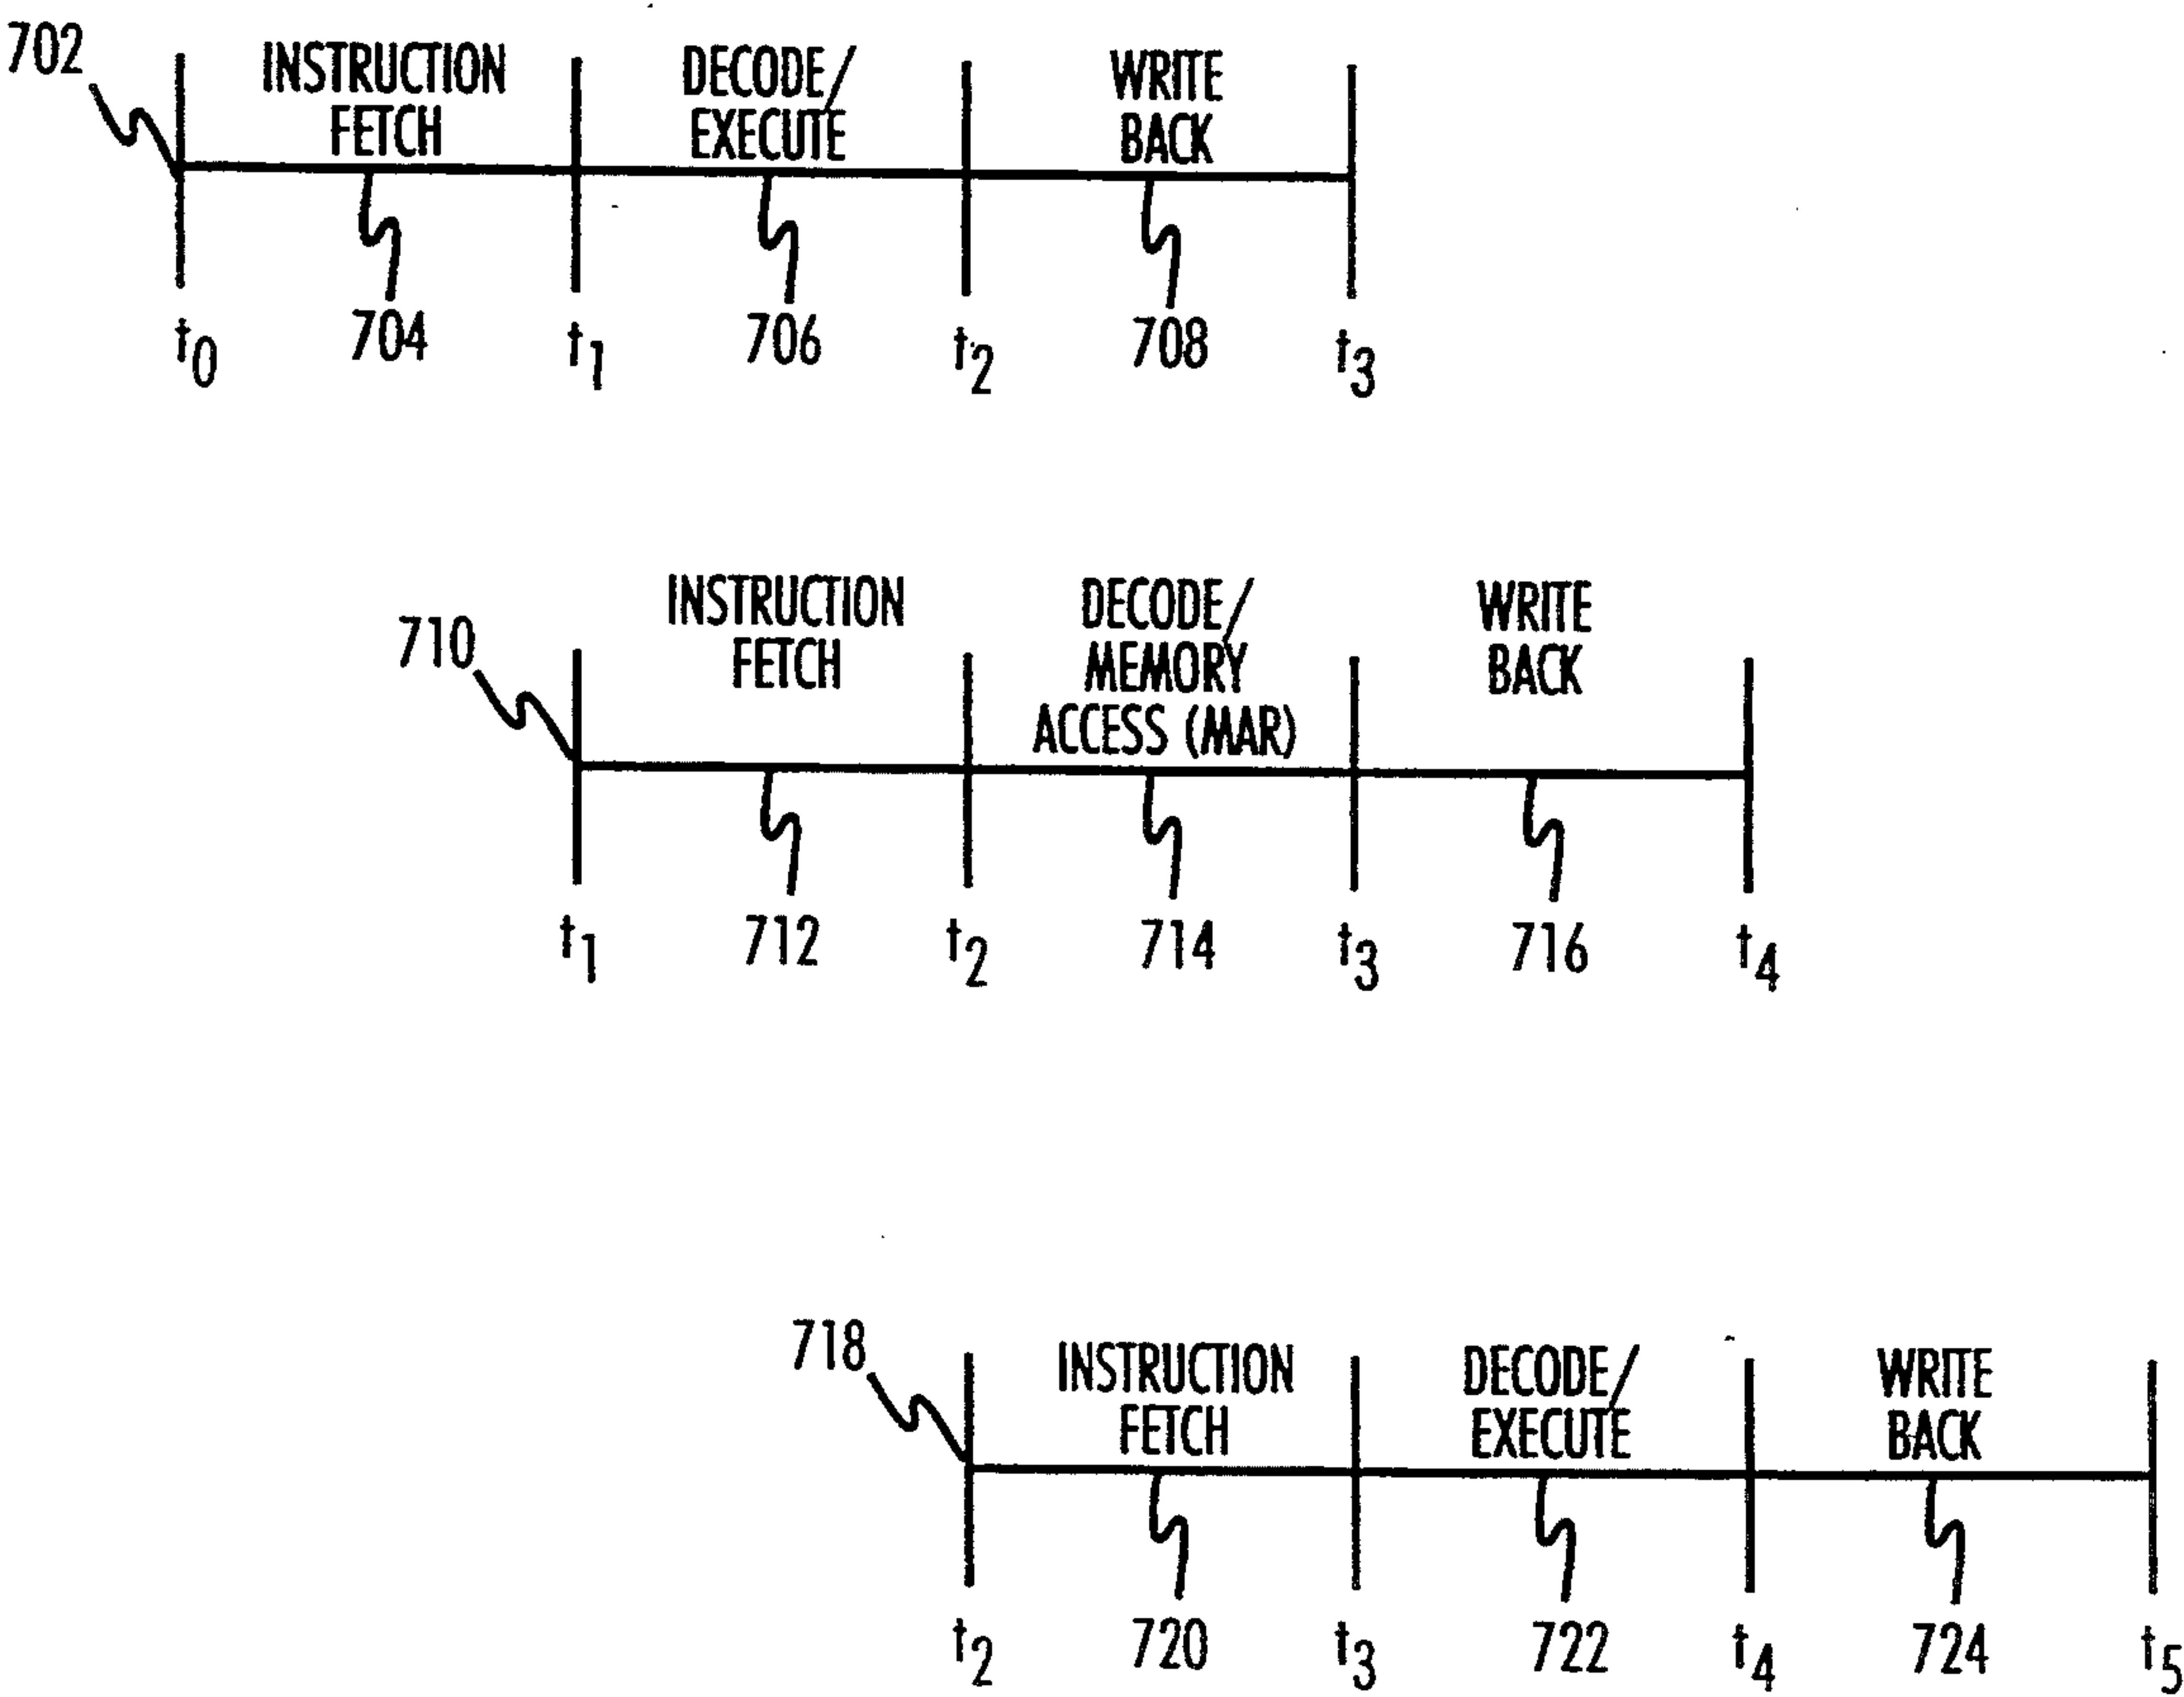 702
INSTRUCTION
FETCH
DECODE/
EXECUTE
WRITE
BACK
t0
704
t1
706
t2
708
t3
710
INSTRUCTION
FETCH
DECODE/
MEMORY
ACCESS (MAR)
WRITE
BACK
t1
712
t2
714
t3
716
t4
718
INSTRUCTION
FETCH
DECODE/
EXECUTE
WRITE
BACK
t2
720
t3
722
t4
724
t5